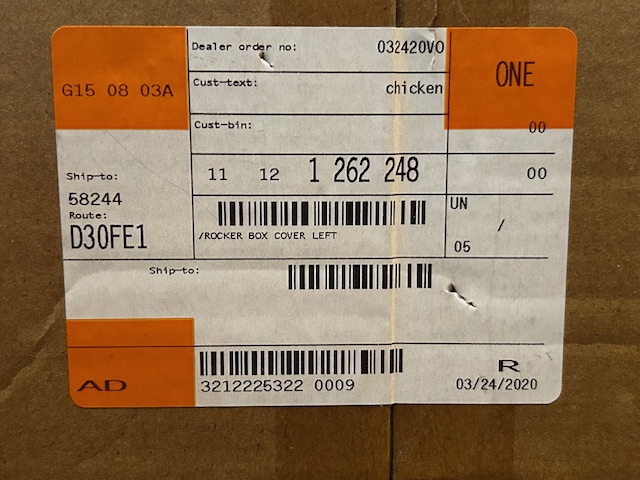 G15 08 03A
Dealer order no: 032420VO
ONE
Cust-text: chicken
Cust-bin:
00
Ship-to:
58244
Route:
D30FE1
11 12 1 262 248
00
/ROCKER BOX COVER LEFT
UN
/
05
Ship-to:
AD
3212225322 0009
R
03/24/2020